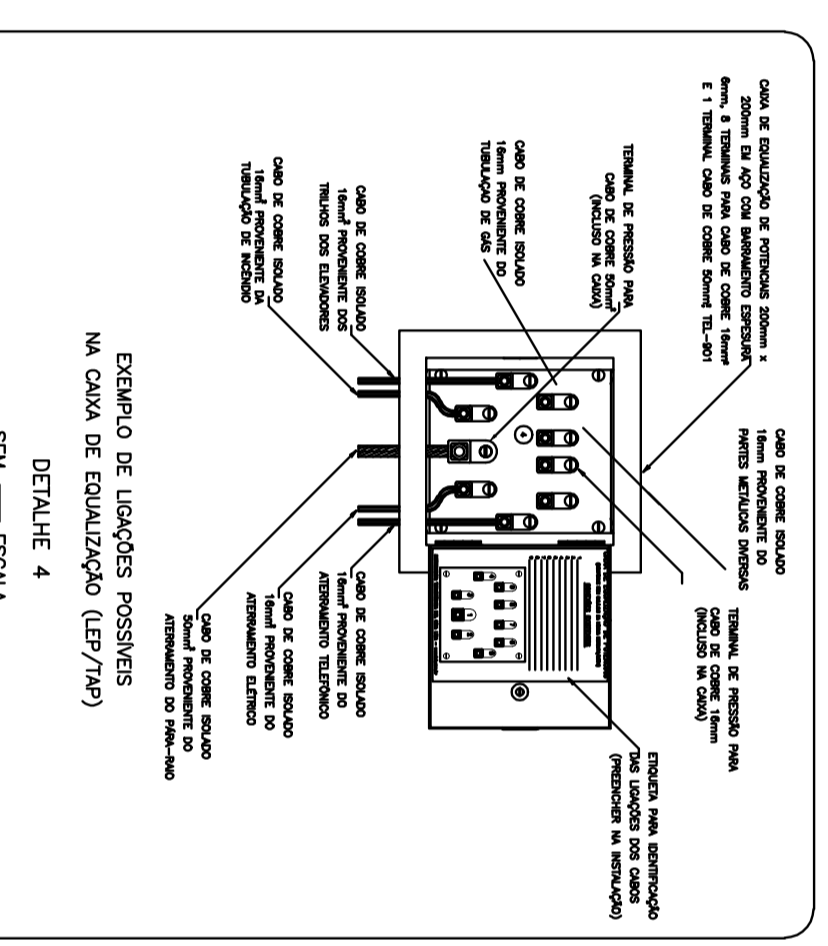 CAIXA DE EQUALIZAÇÃO DE POTENCIAIS 200mm x
200mm EM AÇO COM BARRAMENTO ESPESURA
6mm, 8 TERMINAIS PARA CABO DE COBRE 16mm²
E 1 TERMINAL CABO DE COBRE 50mm² TEL-901
CABO DE COBRE ISOLADO
16mm PROVENIENTE DO
PARTES METÁLICAS DIVERSAS
TERMINAL DE PRESSÃO PARA
CABO DE COBRE 16mm
(INCLUSO NA CAIXA)
ETIQUETA PARA IDENTIFICAÇÃO
DAS LIGAÇÕES DOS CABOS
(PREENCHER NA INSTALAÇÃO)
TERMINAL DE PRESSÃO PARA
CABO DE COBRE 50mm²
(INCLUSO NA CAIXA)
CABO DE COBRE ISOLADO
16mm PROVENIENTE DO
TUBULAÇAO DE GÁS
CABO DE COBRE ISOLADO
16mm² PROVENIENTE DOS
TRILHOS DOS ELEVADORES
CABO DE COBRE ISOLADO
16mm² PROVENIENTE DA
TUBULAÇÃO DE INCÊNDIO
CABO DE COBRE ISOLADO
16mm² PROVENIENTE DO
ATERRAMENTO TELEFÔNICO
CABO DE COBRE ISOLADO
16mm² PROVENIENTE DO
ATERRAMENTO ELÉTRICO
CABO DE COBRE ISOLADO
50mm² PROVENIENTE DO
ATERRAMENTO DO PÁRA-RAIO
EXEMPLO DE LIGAÇÕES POSSÍVEIS
NA CAIXA DE EQUALIZAÇÃO (LEP/TAP)
DETALHE 4
SEM ESCALA